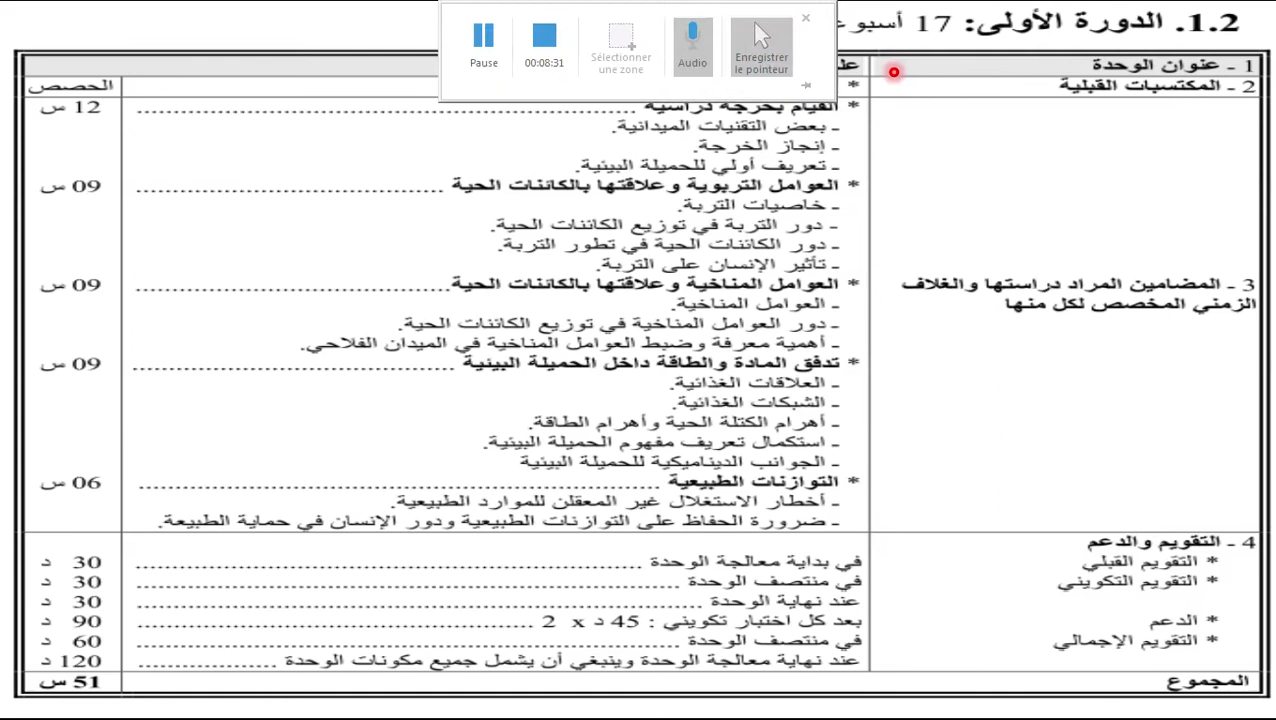 1.2. الدورة الأولى: 17
Pause
00:08:31
Sélectionner une zone
Audio
Enregistrer le pointeur
1 - عنوان الوحدة
2 - المكتسبات القبلية
*
الحصص
* القيام بخرجة دراسية ........ 12 س
- بعض التقنيات الميدانية.
- إنجاز الخرجة.
- تعريف أولي للحميلة البيئية.
* العوامل التربوية وعلاقتها بالكائنات الحية ........ 09 س
- خاصيات التربة.
- دور التربة في توزيع الكائنات الحية.
- دور الكائنات الحية في تطور التربة.
- تأثير الإنسان على التربة.
3 - المضامين المراد دراستها والغلاف الزمني المخصص لكل منها
* العوامل المناخية وعلاقتها بالكائنات الحية ........ 09 س
- العوامل المناخية.
- دور العوامل المناخية في توزيع الكائنات الحية.
- أهمية معرفة وضبط العوامل المناخية في الميدان الفلاحي.
* تدفق المادة والطاقة داخل الحميلة البيئية ........ 09 س
- العلاقات الغذائية.
- الشبكات الغذائية.
- أهرام الكتلة الحية وأهرام الطاقة.
- استكمال تعريف مفهوم الحميلة البيئية.
- الجوانب الديناميكية للحميلة البيئية
* التوازنات الطبيعية ........ 06 س
- أخطار الاستغلال غير المعقلن للموارد الطبيعية.
- ضرورة الحفاظ على التوازنات الطبيعية ودور الإنسان في حماية الطبيعة.
4 - التقويم والدعم
* التقويم القبلي في بداية معالجة الوحدة ........ 30 د
* التقويم التكويني في منتصف الوحدة ........ 30 د
عند نهاية الوحدة ........ 30 د
* الدعم بعد كل اختبار تكويني : 45 د x 2 ........ 90 د
* التقويم الإجمالي في منتصف الوحدة ........ 60 د
عند نهاية معالجة الوحدة وينبغي أن يشمل جميع مكونات الوحدة ........ 120 د
المجموع 51 س